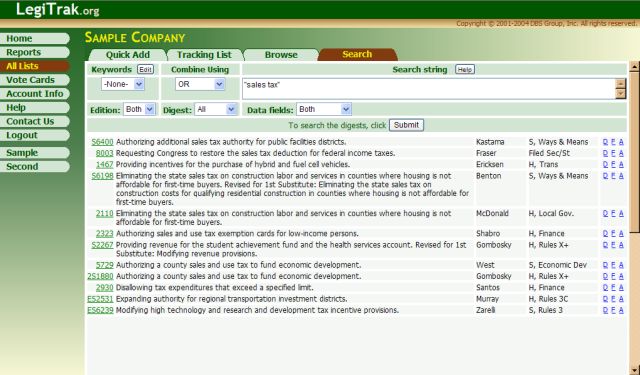 LegiTrak.org
Copyright © 2001-2004 DBS Group, Inc. All rights reserved.
SAMPLE COMPANY
Home
Reports
All Lists
Vote Cards
Account Info
Help
Contact Us
Logout
Sample
Second
Quick Add Tracking List Browse Search
Keywords Edit Combine Using Search string Help
-None- OR "sales tax"
Edition: Both Digest: All Data fields: Both
To search the digests, click Submit
S6400 Authorizing additional sales tax authority for public facilities districts. Kastama S, Ways & Means D F A
8003 Requesting Congress to restore the sales tax deduction for federal income taxes. Fraser Filed Sec/St D F A
1467 Providing incentives for the purchase of hybrid and fuel cell vehicles. Ericksen H, Trans D F A
S6198 Eliminating the state sales tax on construction labor and services in counties where housing is not Benton S, Ways & Means D F A
affordable for first-time buyers. Revised for 1st Substitute: Eliminating the state sales tax on
construction costs for qualifying residential construction in counties where housing is not affordable for
first-time buyers.
2110 Eliminating the state sales tax on construction labor and services in counties where housing is not McDonald H, Local Gov. D F A
affordable for first-time buyers.
2323 Authorizing sales and use tax exemption cards for low-income persons. Shabro H, Finance D F A
S2267 Providing revenue for the student achievement fund and the health services account. Revised for 1st Gombosky H, Rules X+ D F A
Substitute: Modifying revenue provisions.
5729 Authorizing a county sales and use tax to fund economic development. West S, Economic Dev D F A
2S1880 Authorizing a county sales and use tax to fund economic development. Gombosky H, Rules X+ D F A
2930 Disallowing tax expenditures that exceed a specified limit. Santos H, Finance D F A
ES2531 Expanding authority for regional transportation investment districts. Murray H, Rules 3C D F A
ES6239 Modifying high technology and research and development tax incentive provisions. Zarelli S, Rules 3 D F A